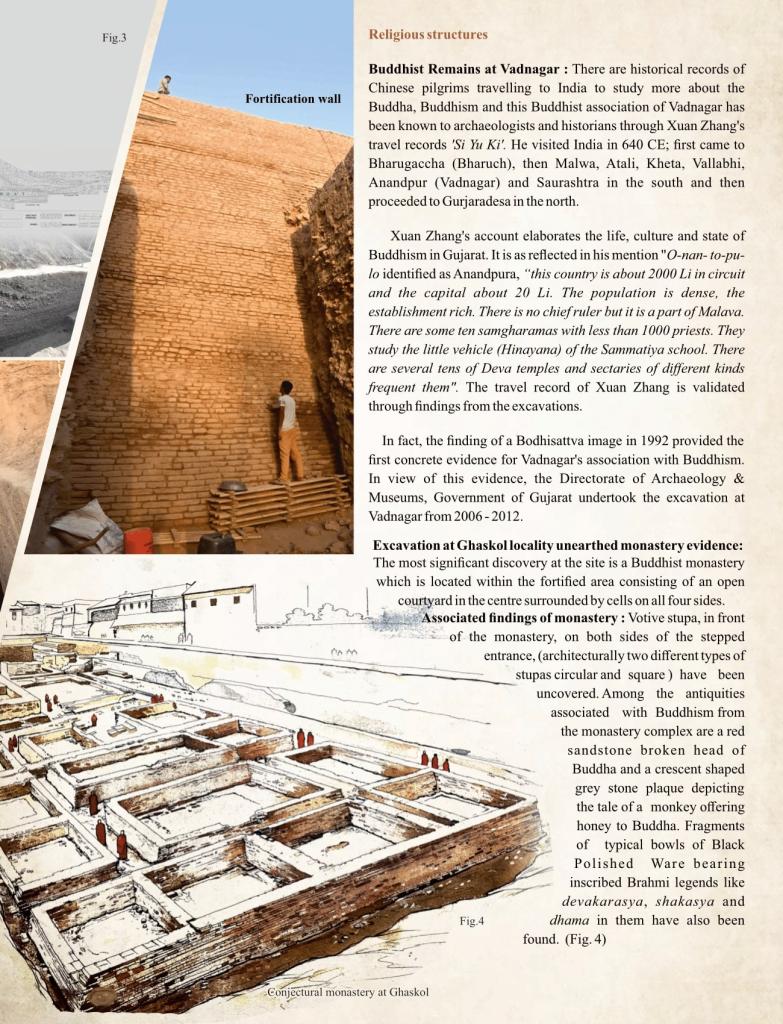 Fig.3
Fortification wall
Religious structures
Buddhist Remains at Vadnagar : There are historical records of
Chinese pilgrims travelling to India to study more about the
Buddha, Buddhism and this Buddhist association of Vadnagar has
been known to archaeologists and historians through Xuan Zhang's
travel records 'Si Yu Ki'. He visited India in 640 CE; first came to
Bharugaccha (Bharuch), then Malwa, Atali, Kheta, Vallabhi,
Anandpur (Vadnagar) and Saurashtra in the south and then
proceeded to Gurjaradesa in the north.
Xuan Zhang's account elaborates the life, culture and state of
Buddhism in Gujarat. It is as reflected in his mention "O-nan- to-pu-
lo identified as Anandpura, “this country is about 2000 Li in circuit
and the capital about 20 Li. The population is dense, the
establishment rich. There is no chief ruler but it is a part of Malava.
There are some ten samgharamas with less than 1000 priests. They
study the little vehicle (Hinayana) of the Sammatiya school. There
are several tens of Deva temples and sectaries of different kinds
frequent them". The travel record of Xuan Zhang is validated
through findings from the excavations.
In fact, the finding of a Bodhisattva image in 1992 provided the
first concrete evidence for Vadnagar's association with Buddhism.
In view of this evidence, the Directorate of Archaeology &
Museums, Government of Gujarat undertook the excavation at
Vadnagar from 2006 - 2012.
Excavation at Ghaskol locality unearthed monastery evidence:
The most significant discovery at the site is a Buddhist monastery
which is located within the fortified area consisting of an open
courtyard in the centre surrounded by cells on all four sides.
Associated findings of monastery : Votive stupa, in front
of the monastery, on both sides of the stepped
entrance, (architecturally two different types of
stupas circular and square ) have been
uncovered. Among the antiquities
associated with Buddhism from
the monastery complex are a red
sandstone broken head of
Buddha and a crescent shaped
grey stone plaque depicting
the tale of a monkey offering
honey to Buddha. Fragments
of typical bowls of Black
Polished Ware bearing
inscribed Brahmi legends like
devakarasya, shakasya and
dhama in them have also been
found. (Fig. 4)
Fig.4
Conjectural monastery at Ghaskol